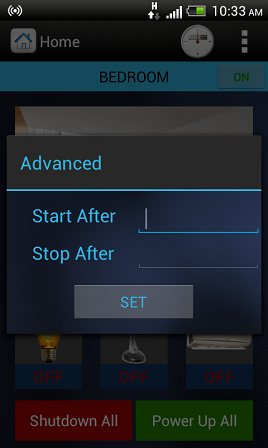 H 10:33 AM
Home
BEDROOM ON
Advanced
Start After
Stop After
SET
OFF OFF OFF
Shutdown All Power Up All